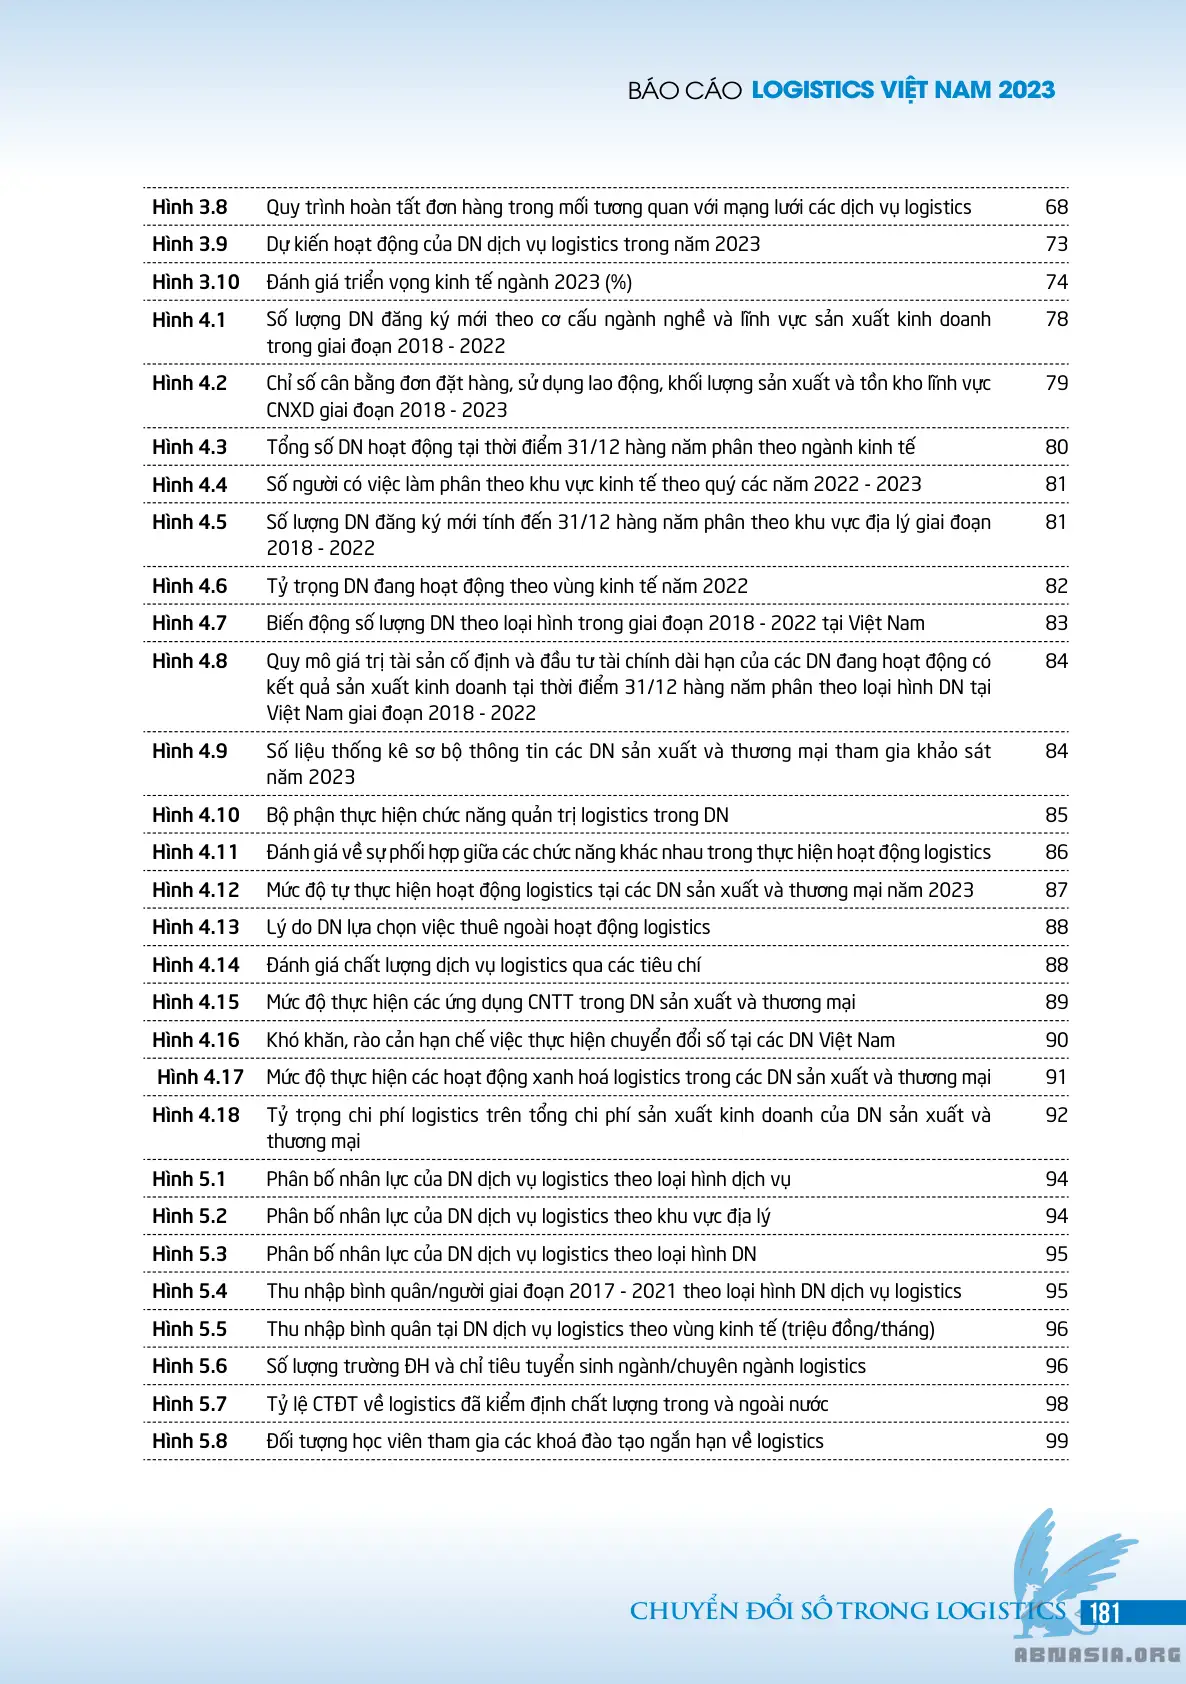 BÁO CÁO LOGISTICS VIỆT NAM 2023
Hình 3.8 Quy trình hoàn tất đơn hàng trong mối tương quan với mạng lưới các dịch vụ logistics 68
Hình 3.9 Dự kiến hoạt động của DN dịch vụ logistics trong năm 2023 73
Hình 3.10 Đánh giá triển vọng kinh tế ngành 2023 (%) 74
Hình 4.1 Số lượng DN đăng ký mới theo cơ cấu ngành nghề và lĩnh vực sản xuất kinh doanh 78
trong giai đoạn 2018 - 2022
Hình 4.2 Chỉ số cân bằng đơn đặt hàng, sử dụng lao động, khối lượng sản xuất và tồn kho lĩnh vực 79
CNXD giai đoạn 2018 - 2023
Hình 4.3 Tổng số DN hoạt động tại thời điểm 31/12 hàng năm phân theo ngành kinh tế 80
Hình 4.4 Số người có việc làm phân theo khu vực kinh tế theo quý các năm 2022 - 2023 81
Hình 4.5 Số lượng DN đăng ký mới tính đến 31/12 hàng năm phân theo khu vực địa lý giai đoạn 81
2018 - 2022
Hình 4.6 Tỷ trọng DN đang hoạt động theo vùng kinh tế năm 2022 82
Hình 4.7 Biến động số lượng DN theo loại hình trong giai đoạn 2018 - 2022 tại Việt Nam 83
Hình 4.8 Quy mô giá trị tài sản cố định và đầu tư tài chính dài hạn của các DN đang hoạt động có 84
kết quả sản xuất kinh doanh tại thời điểm 31/12 hàng năm phân theo loại hình DN tại
Việt Nam giai đoạn 2018 - 2022
Hình 4.9 Số liệu thống kê sơ bộ thông tin các DN sản xuất và thương mại tham gia khảo sát 84
năm 2023
Hình 4.10 Bộ phận thực hiện chức năng quản trị logistics trong DN 85
Hình 4.11 Đánh giá về sự phối hợp giữa các chức năng khác nhau trong thực hiện hoạt động logistics 86
Hình 4.12 Mức độ tự thực hiện hoạt động logistics tại các DN sản xuất và thương mại năm 2023 87
Hình 4.13 Lý do DN lựa chọn việc thuê ngoài hoạt động logistics 88
Hình 4.14 Đánh giá chất lượng dịch vụ logistics qua các tiêu chí 88
Hình 4.15 Mức độ thực hiện các ứng dụng CNTT trong DN sản xuất và thương mại 89
Hình 4.16 Khó khăn, rào cản hạn chế việc thực hiện chuyển đổi số tại các DN Việt Nam 90
Hình 4.17 Mức độ thực hiện các hoạt động xanh hoá logistics trong các DN sản xuất và thương mại 91
Hình 4.18 Tỷ trọng chi phí logistics trên tổng chi phí sản xuất kinh doanh của DN sản xuất và 92
thương mại
Hình 5.1 Phân bố nhân lực của DN dịch vụ logistics theo loại hình dịch vụ 94
Hình 5.2 Phân bố nhân lực của DN dịch vụ logistics theo khu vực địa lý 94
Hình 5.3 Phân bố nhân lực của DN dịch vụ logistics theo loại hình DN 95
Hình 5.4 Thu nhập bình quân/người giai đoạn 2017 - 2021 theo loại hình DN dịch vụ logistics 95
Hình 5.5 Thu nhập bình quân tại DN dịch vụ logistics theo vùng kinh tế (triệu đồng/tháng) 96
Hình 5.6 Số lượng trường ĐH và chỉ tiêu tuyển sinh ngành/chuyên ngành logistics 96
Hình 5.7 Tỷ lệ CTĐT về logistics đã kiểm định chất lượng trong và ngoài nước 98
Hình 5.8 Đối tượng học viên tham gia các khoá đào tạo ngắn hạn về logistics 99
CHUYỂN ĐỔI SỐ TRONG LOGISTICS 181
ABMASIA.ORG